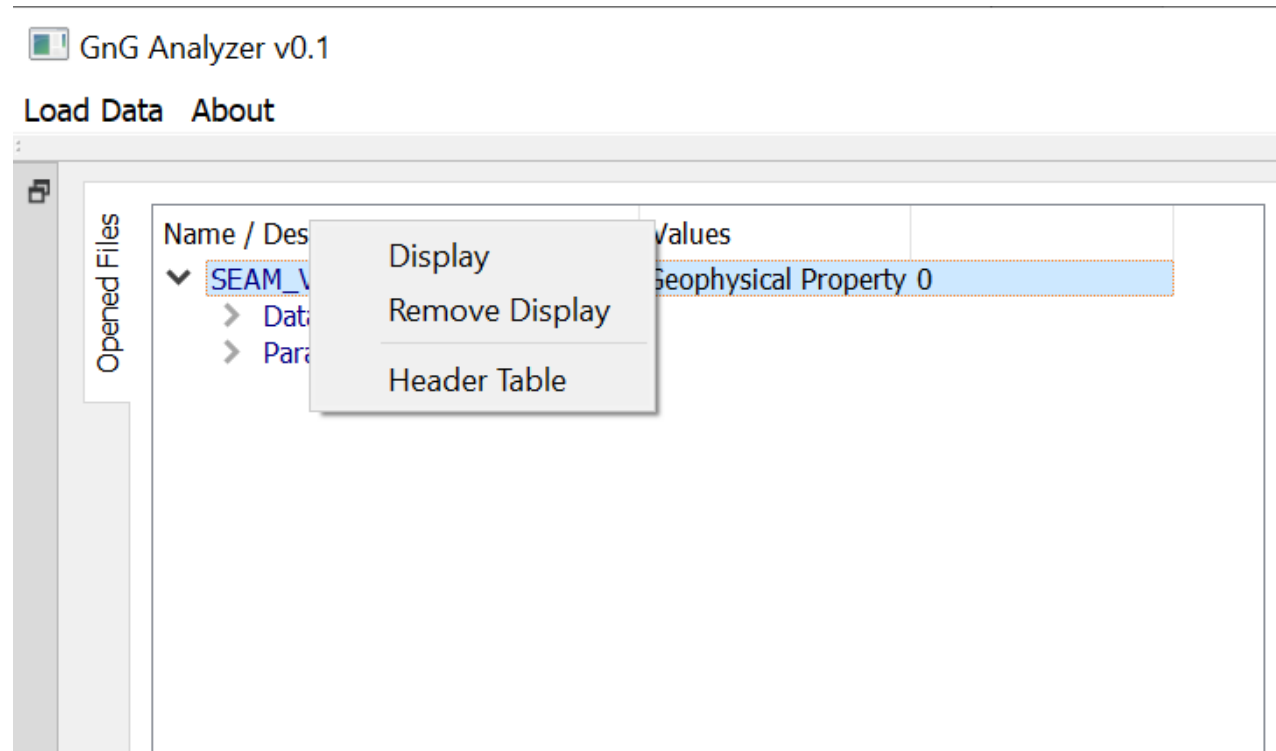 GnG Analyzer v0.1
Load Data About
Opened Files
Name / Des
Values
SEAM_V
Geophysical Property 0
Data
Para
Display
Remove Display
Header Table